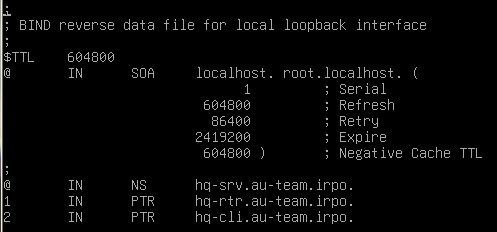 ;
; BIND reverse data file for local loopback interface
;
$TTL 604800
@ IN SOA localhost. root.localhost. (
1 ; Serial
604800 ; Refresh
86400 ; Retry
2419200 ; Expire
604800 ) ; Negative Cache TTL
;
@ IN NS hq-srv.au-team.irpo.
1 IN PTR hq-rtr.au-team.irpo.
2 IN PTR hq-cli.au-team.irpo.